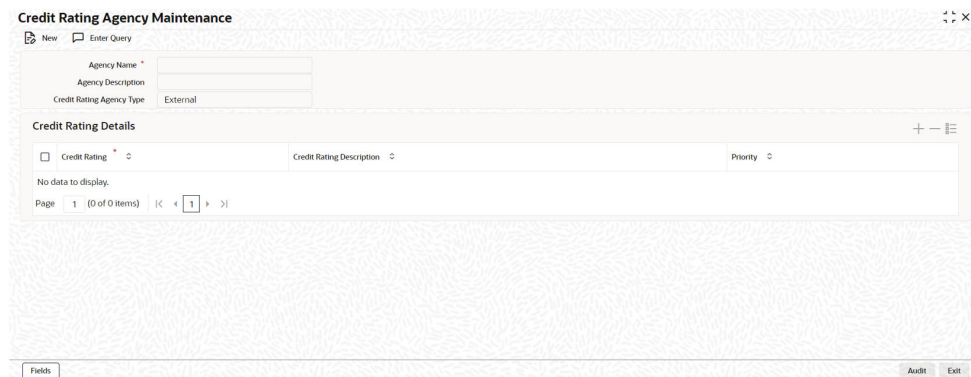 Credit Rating Agency Maintenance
New Enter Query
Agency Name *
Agency Description
Credit Rating Agency Type External
Credit Rating Details
Credit Rating * Credit Rating Description Priority
No data to display.
Page 1 (0 of 0 items) 1
Fields Audit Exit